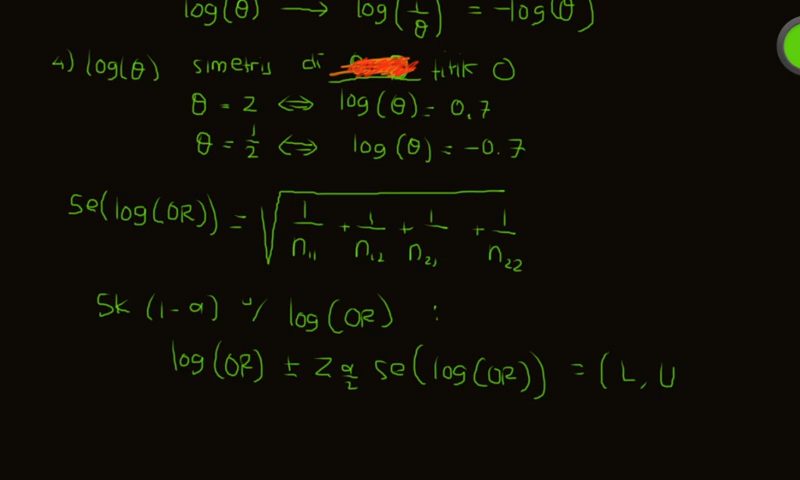 log(θ) → log(1/θ) = -log(θ)
4) log(θ) simetris di titik 0
θ = 2 ⇔ log(θ) = 0.7
θ = 1/2 ⇔ log(θ) = -0.7
Se(log(OR)) = √(1/n₁₁ + 1/n₁₂ + 1/n₂₁ + 1/n₂₂)
SK (1-α) u/ log(OR) :
log(OR) ± Z α/2 se(log(OR)) = (L, U